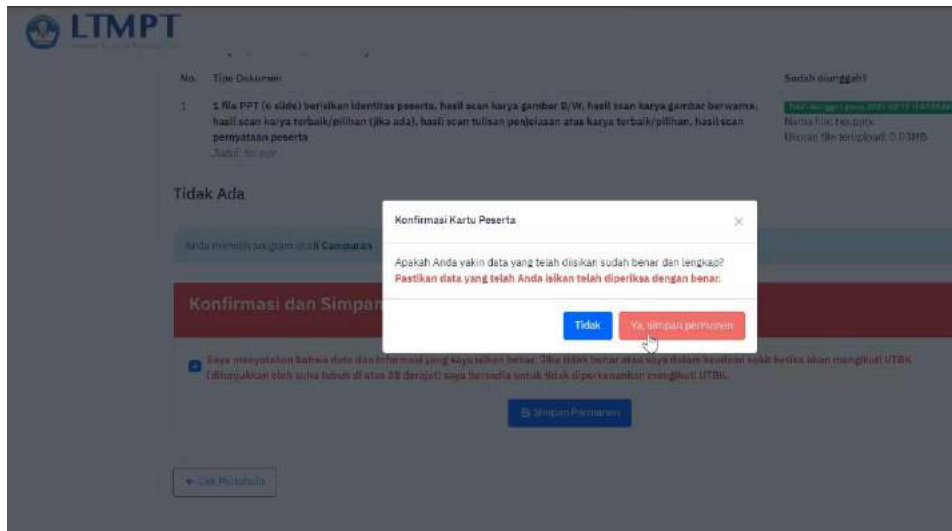 LTMPT
No. Tipe Dokumen Sudah diunggah?
1 1 file PPT (6 slide) berisikan identitas peserta, hasil scan karya gambar B/W, hasil scan karya gambar berwarna,
hasil scan karya terbaik/pilihan (jika ada), hasil scan tulisan penjelasan atas karya terbaik/pilihan, hasil scan
pernyataan peserta
Ukuran file terupload: 0.03MB
Tidak Ada
Anda memilih program studi Campuran
Konfirmasi Kartu Peserta
Apakah Anda yakin data yang telah diisikan sudah benar dan lengkap?
Pastikan data yang telah Anda isikan telah diperiksa dengan benar.
Tidak Ya, simpan permanen
Konfirmasi dan Simpan
Saya menyatakan bahwa data dan informasi yang saya isikan benar. Jika tidak benar atau saya dalam keadaan sakit ketika akan mengikuti UTBK
(ditunjukkan oleh suhu tubuh di atas 38 derajat) saya bersedia untuk tidak diperkenankan mengikuti UTBK.
Simpan Permanen